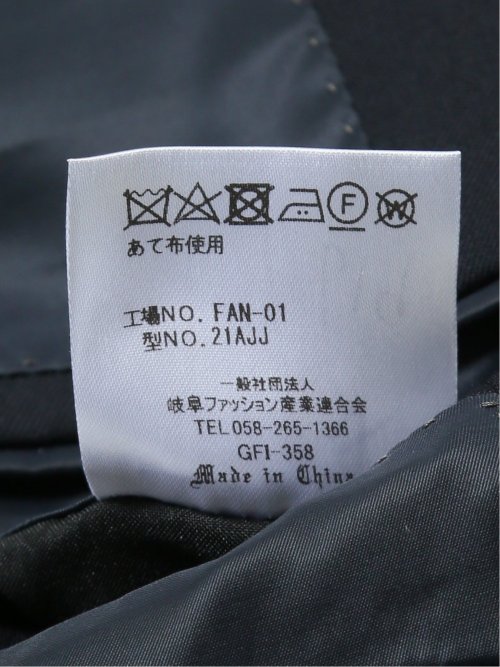 F W
あて布使用
工場NO. FAN-01
型NO. 21AJJ
一般社団法人
岐阜ファッション産業連合会
TEL 058-265-1366
GFI-358
Made in China